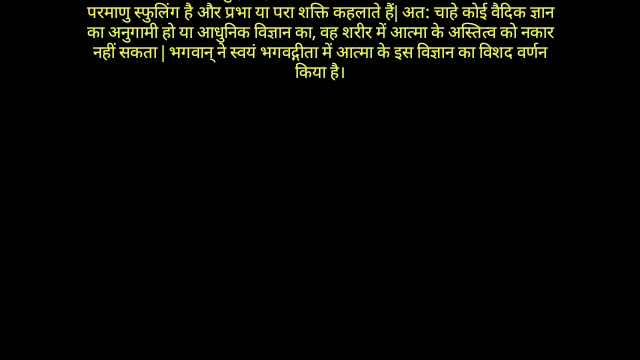 परमाणु स्फुलिंग है और प्रभा या परा शक्ति कहलाते हैं| अत: चाहे कोई वैदिक ज्ञान
का अनुगामी हो या आधुनिक विज्ञान का, वह शरीर में आत्मा के अस्तित्व को नकार
नहीं सकता | भगवान् ने स्वयं भगवद्गीता में आत्मा के इस विज्ञान का विशद वर्णन
किया है।